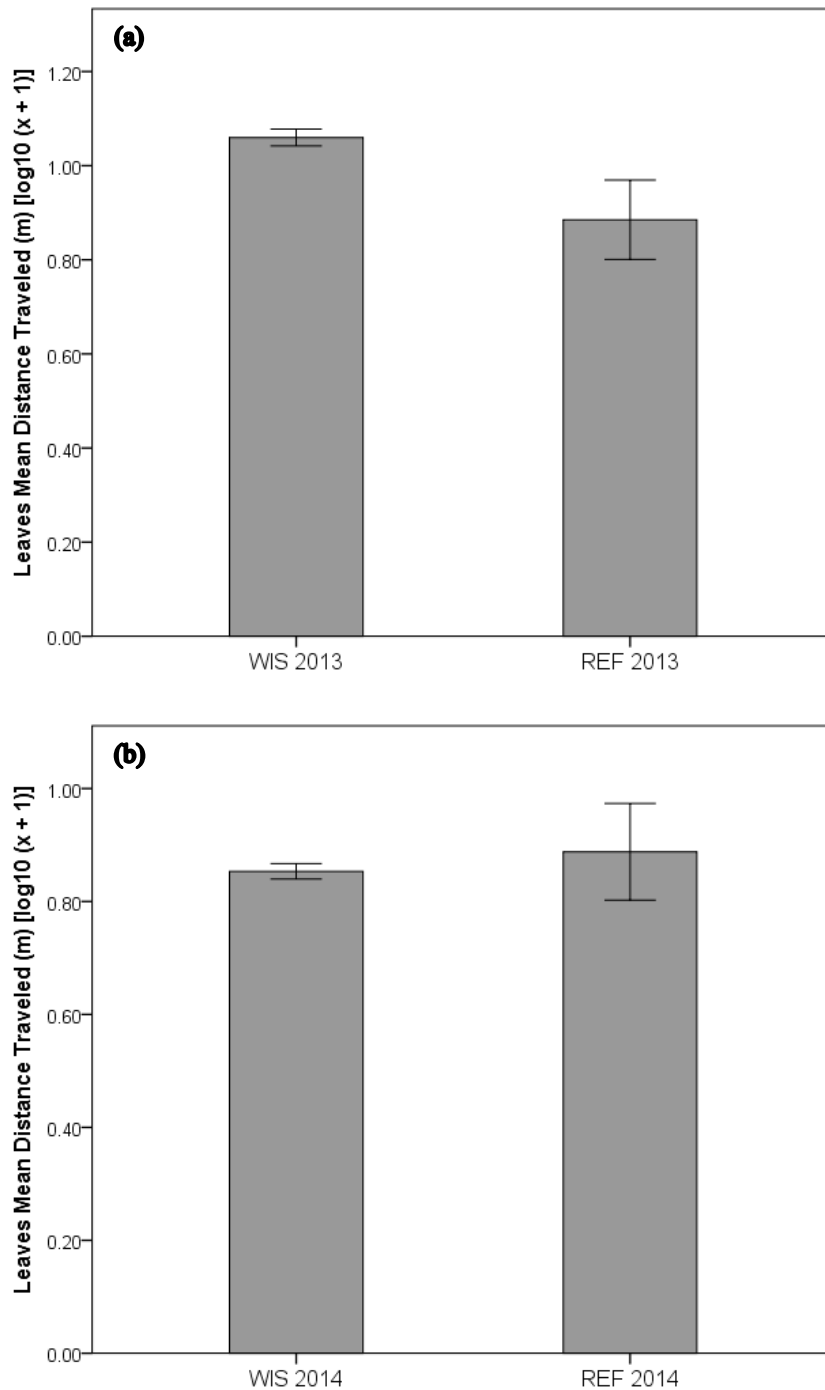 (a)
Leaves Mean Distance Traveled (m) [log10 (x + 1)]
1.20
1.00
0.80
0.60
0.40
0.20
0.00
WIS 2013 REF 2013
(b)
Leaves Mean Distance Traveled (m) [log10 (x + 1)]
1.00
0.80
0.60
0.40
0.20
0.00
WIS 2014 REF 2014